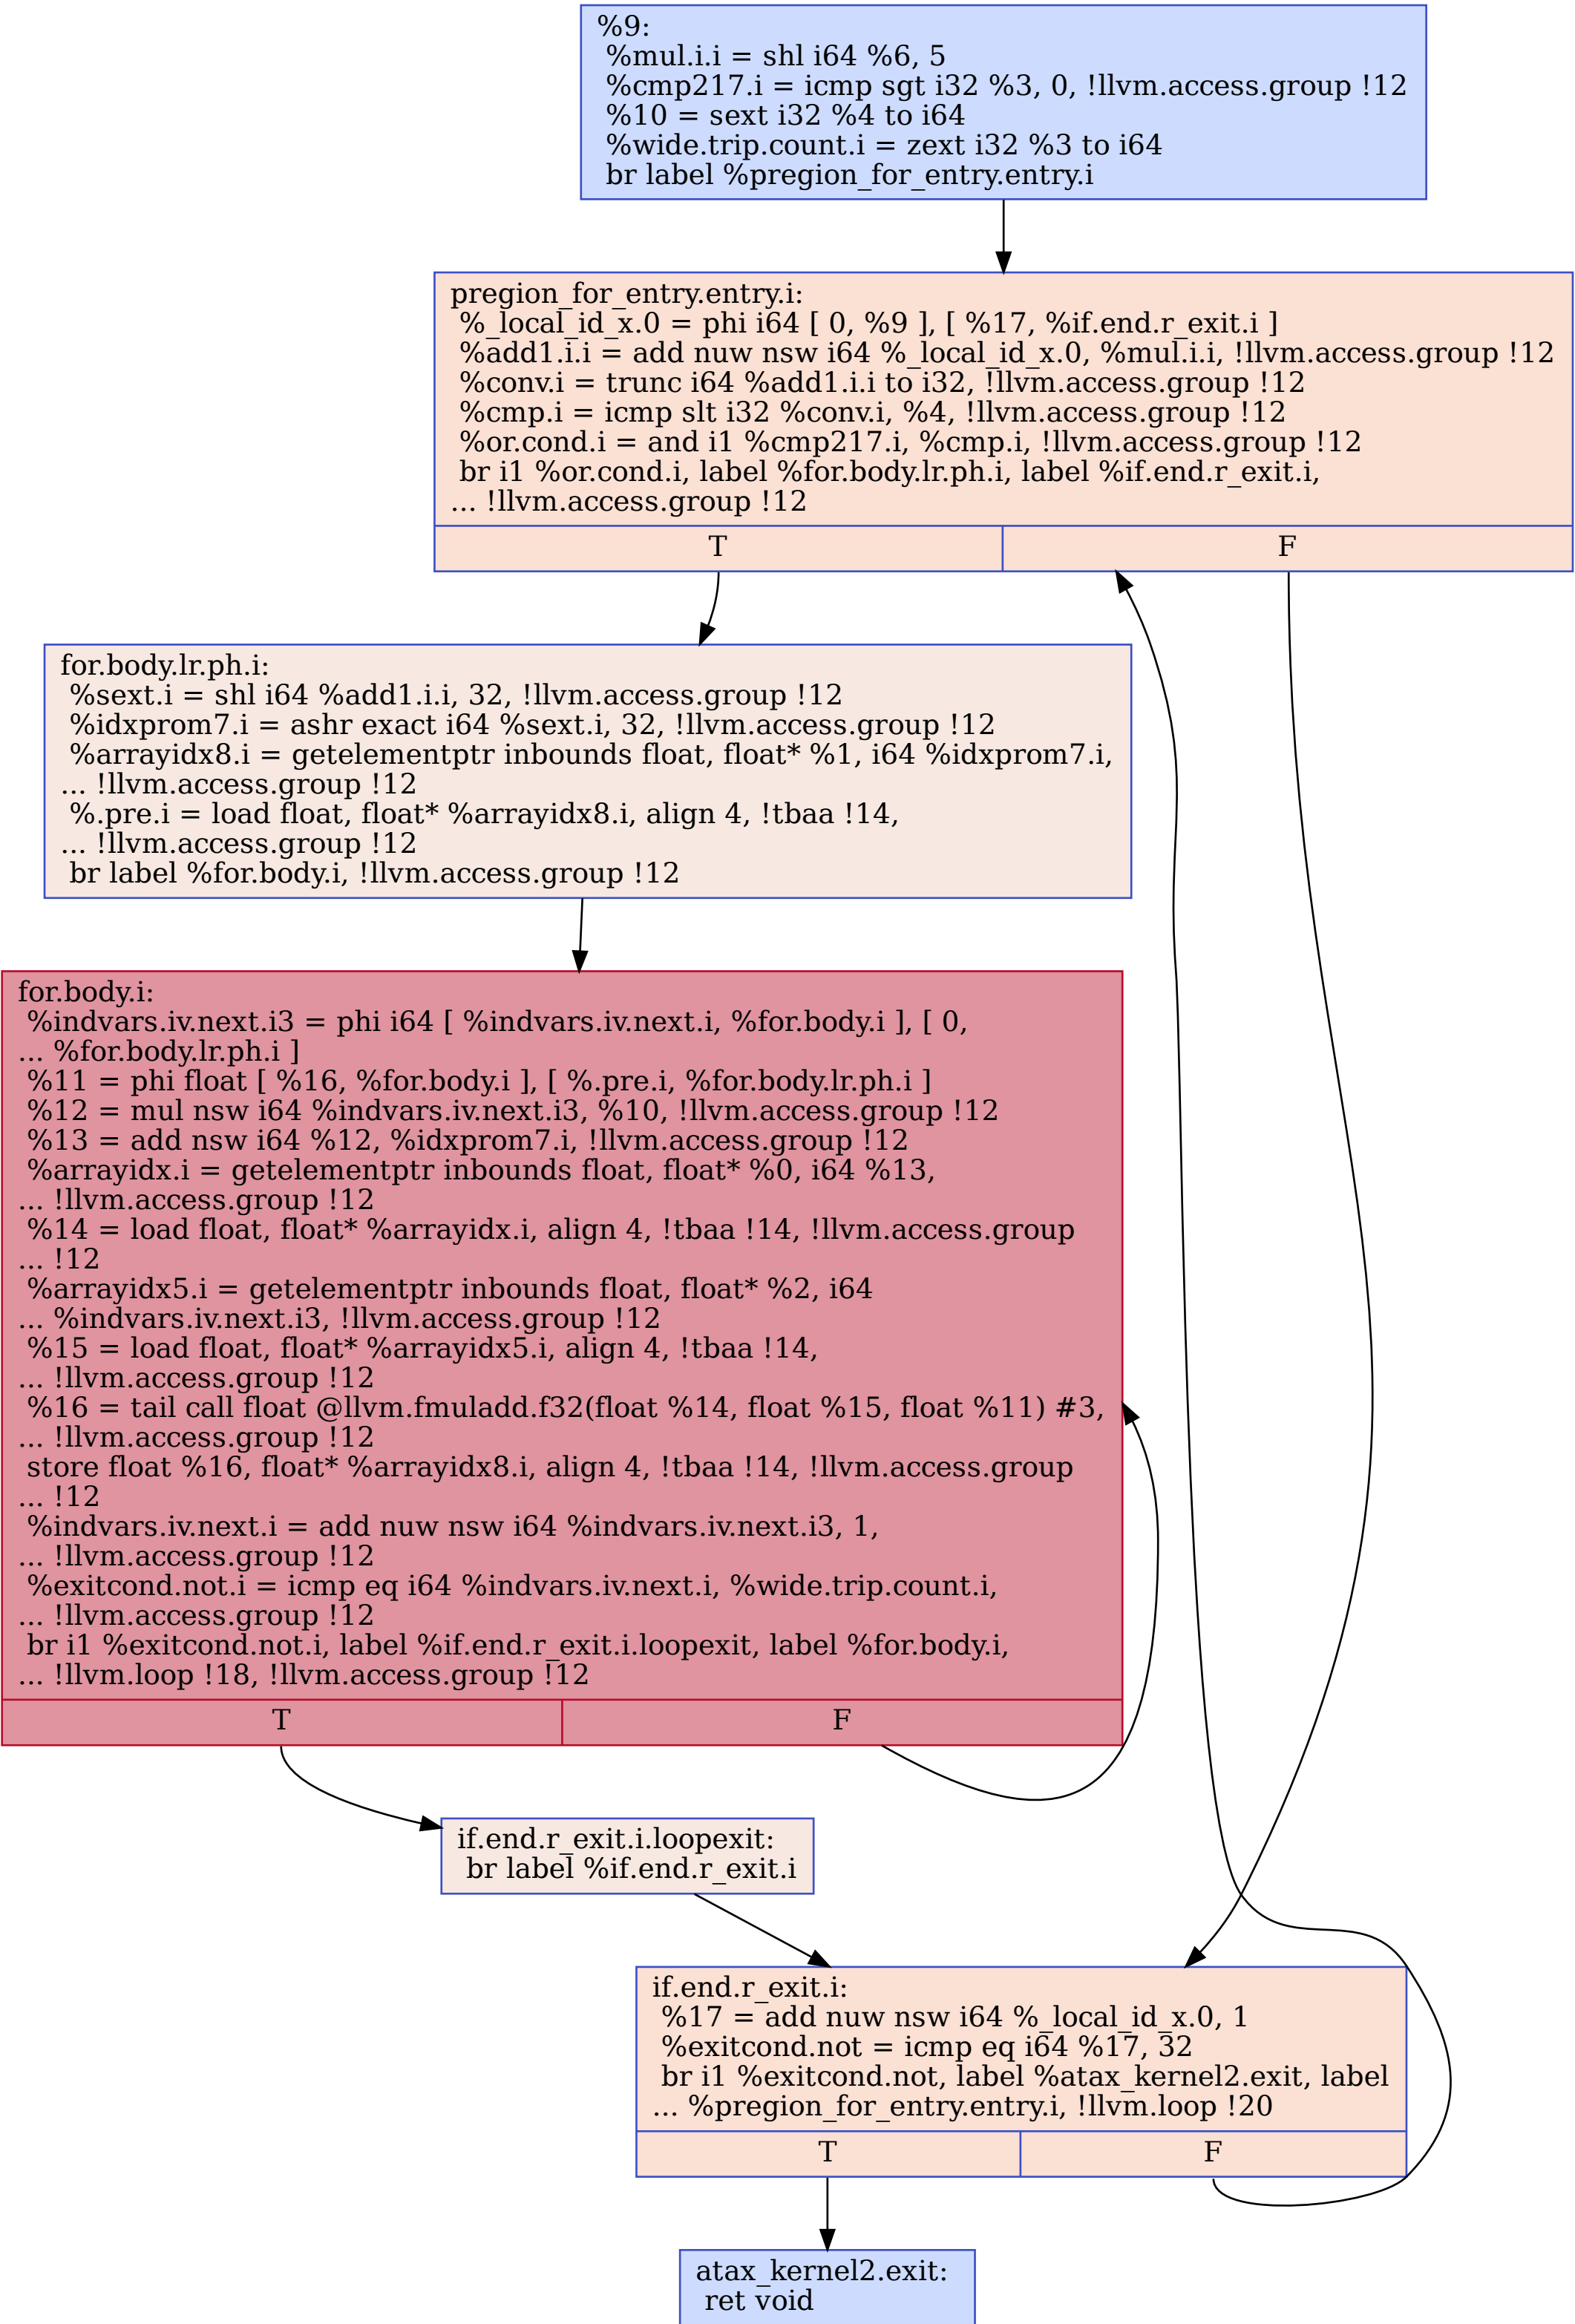 %9:
%mul.i.i = shl i64 %6, 5
%cmp217.i = icmp sgt i32 %3, 0, !llvm.access.group !12
%10 = sext i32 %4 to i64
%wide.trip.count.i = zext i32 %3 to i64
br label %pregion_for_entry.entry.i
pregion_for_entry.entry.i:
%_local_id_x.0 = phi i64 [ 0, %9 ], [ %17, %if.end.r_exit.i ]
%add1.i.i = add nuw nsw i64 %_local_id_x.0, %mul.i.i, !llvm.access.group !12
%conv.i = trunc i64 %add1.i.i to i32, !llvm.access.group !12
%cmp.i = icmp slt i32 %conv.i, %4, !llvm.access.group !12
%or.cond.i = and i1 %cmp217.i, %cmp.i, !llvm.access.group !12
br i1 %or.cond.i, label %for.body.lr.ph.i, label %if.end.r_exit.i,
... !llvm.access.group !12
T F
for.body.lr.ph.i:
%sext.i = shl i64 %add1.i.i, 32, !llvm.access.group !12
%idxprom7.i = ashr exact i64 %sext.i, 32, !llvm.access.group !12
%arrayidx8.i = getelementptr inbounds float, float* %1, i64 %idxprom7.i,
... !llvm.access.group !12
%.pre.i = load float, float* %arrayidx8.i, align 4, !tbaa !14,
... !llvm.access.group !12
br label %for.body.i, !llvm.access.group !12
for.body.i:
%indvars.iv.next.i3 = phi i64 [ %indvars.iv.next.i, %for.body.i ], [ 0,
... %for.body.lr.ph.i ]
%11 = phi float [ %16, %for.body.i ], [ %.pre.i, %for.body.lr.ph.i ]
%12 = mul nsw i64 %indvars.iv.next.i3, %10, !llvm.access.group !12
%13 = add nsw i64 %12, %idxprom7.i, !llvm.access.group !12
%arrayidx.i = getelementptr inbounds float, float* %0, i64 %13,
... !llvm.access.group !12
%14 = load float, float* %arrayidx.i, align 4, !tbaa !14, !llvm.access.group
... !12
%arrayidx5.i = getelementptr inbounds float, float* %2, i64
... %indvars.iv.next.i3, !llvm.access.group !12
%15 = load float, float* %arrayidx5.i, align 4, !tbaa !14,
... !llvm.access.group !12
%16 = tail call float @llvm.fmuladd.f32(float %14, float %15, float %11) #3,
... !llvm.access.group !12
store float %16, float* %arrayidx8.i, align 4, !tbaa !14, !llvm.access.group
... !12
%indvars.iv.next.i = add nuw nsw i64 %indvars.iv.next.i3, 1,
... !llvm.access.group !12
%exitcond.not.i = icmp eq i64 %indvars.iv.next.i, %wide.trip.count.i,
... !llvm.access.group !12
br i1 %exitcond.not.i, label %if.end.r_exit.i.loopexit, label %for.body.i,
... !llvm.loop !18, !llvm.access.group !12
T F
if.end.r_exit.i.loopexit:
br label %if.end.r_exit.i
if.end.r_exit.i:
%17 = add nuw nsw i64 %_local_id_x.0, 1
%exitcond.not = icmp eq i64 %17, 32
br i1 %exitcond.not, label %atax_kernel2.exit, label
... %pregion_for_entry.entry.i, !llvm.loop !20
T F
atax_kernel2.exit:
ret void